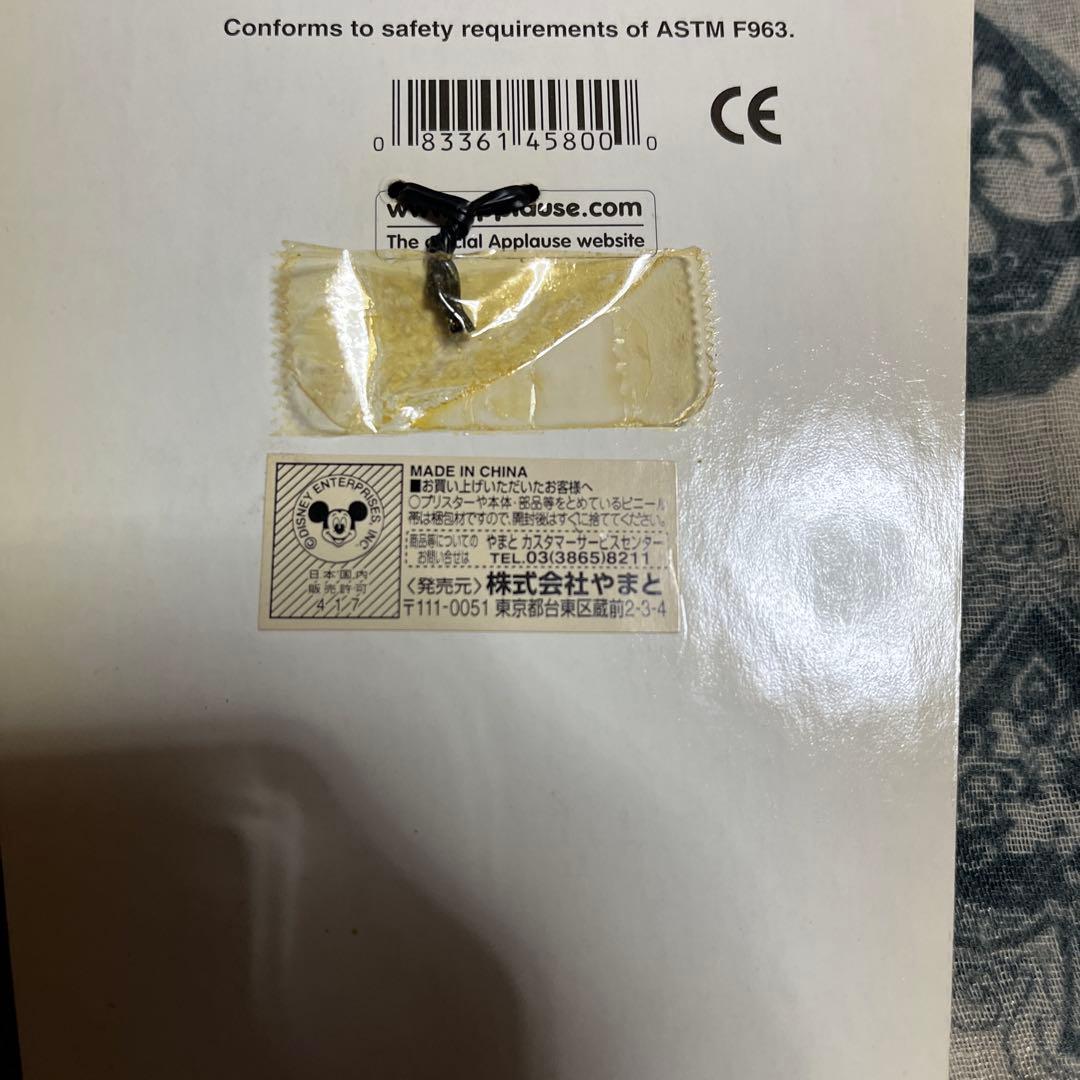 Conforms to safety requirements of ASTM F963.
0 83361 45800 0
CE
www.applause.com
The official Applause website
©DISNEY ENTERPRISES, INC.
日本国内
販売許可
417
MADE IN CHINA
■お買い上げいただいたお客様へ
○ブリスターや本体・部品等をとめているビニール
帯は梱包材ですので、開封後はすぐに捨ててください。
商品等についての
お問い合せは
やまと カスタマーサービスセンター
TEL.03(3865)8211
〈発売元〉株式会社やまと
〒111-0051 東京都台東区蔵前2-3-4